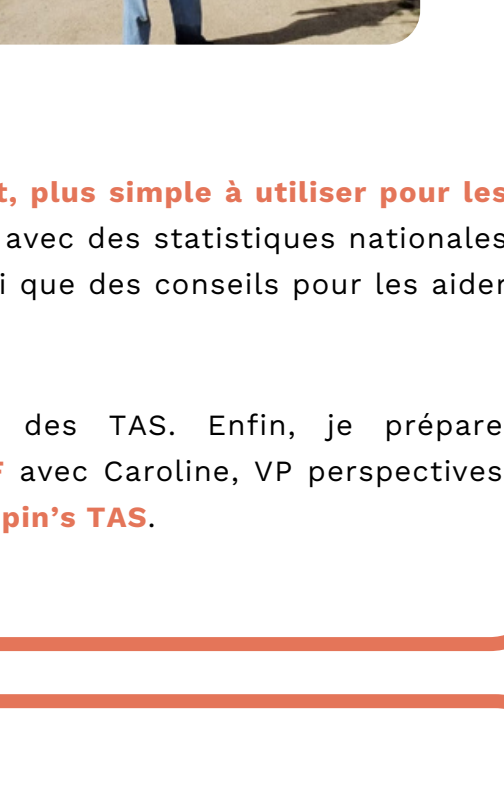 t, plus simple à utiliser pour les
avec des statistiques nationales
i que des conseils pour les aider
des TAS. Enfin, je prépare
F avec Caroline, VP perspectives
pin’s TAS.